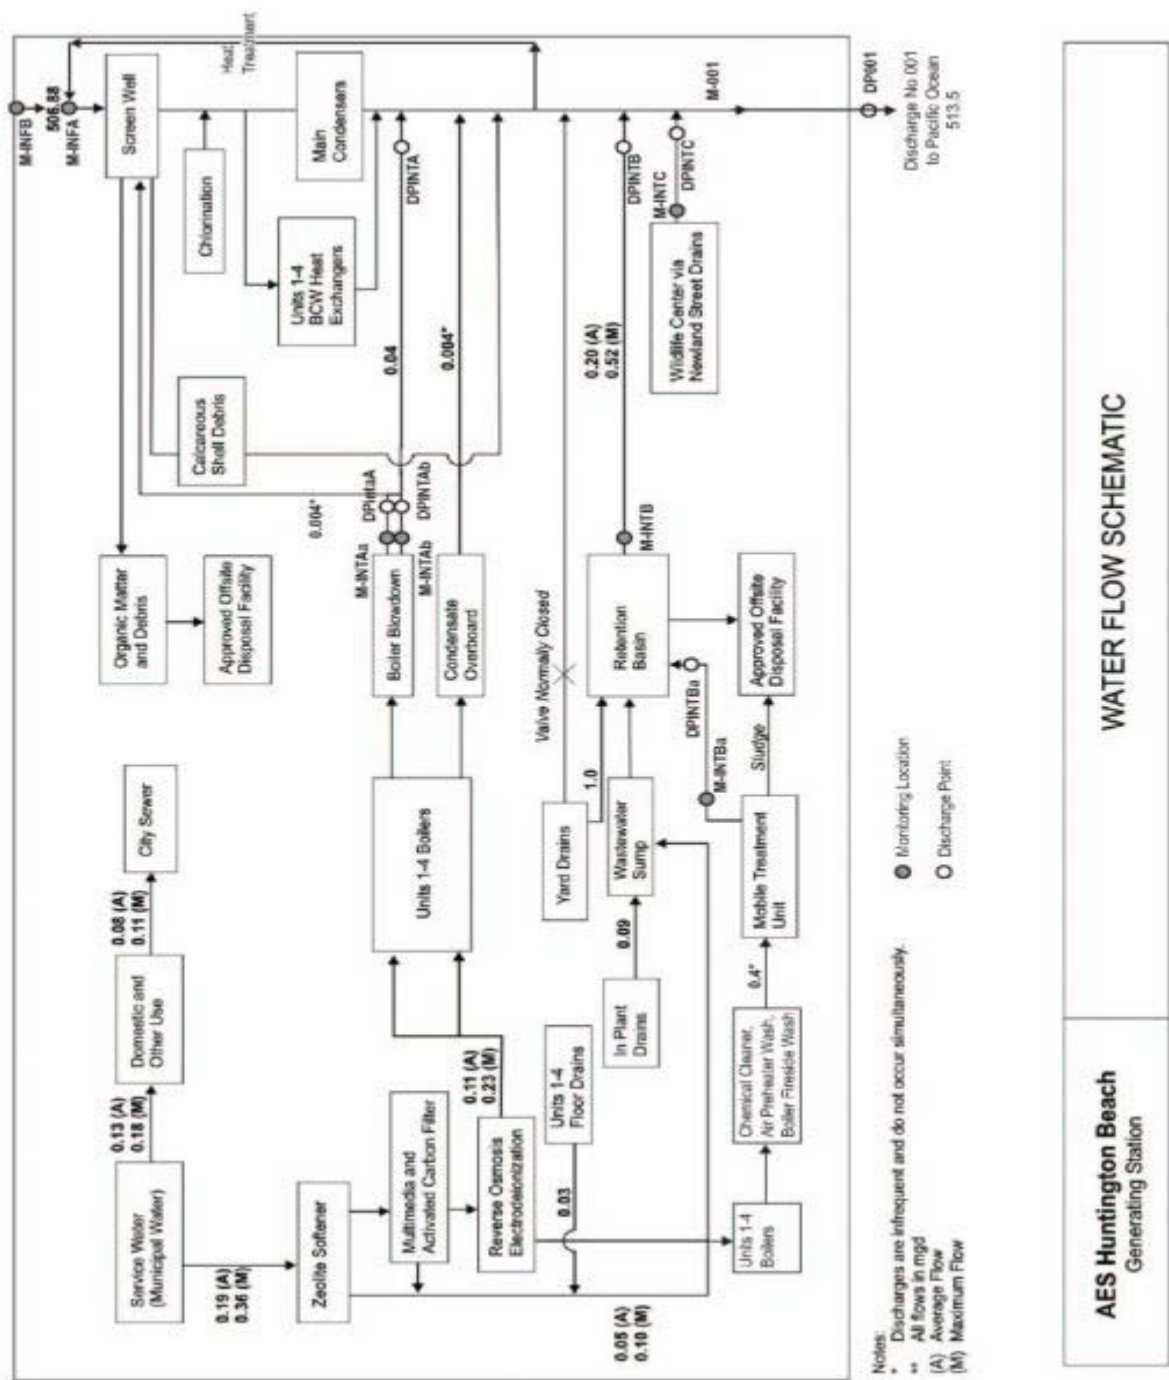 M-INFB
506.88
M-INFA
Screen Well
Heat
Treatment
Chlorination
Main
Condensers
Units 1-4
BCW Heat
Exchangers
DPINTA
M-001
DP001
Discharge No 001
to Pacific Ocean
513.5
DPINTB
M-INTC
DPINTC
Wildlife Center via
Newland Street Drains
0.04
0.004*
0.20 (A)
0.52 (M)
Calcareous
Shell Debris
0.004*
Organic Matter
and Debris
Approved Offsite
Disposal Facility
M-INTAa
DPIntaA
Boiler Blowdown
M-INTAb
DPINTAb
Condensate
Overboard
Valve Normally Closed
Retention
Basin
M-INTB
Approved Offsite
Disposal Facility
DPINTBa
M-INTBa
Sludge
City Sewer
0.08 (A)
0.11 (M)
Domestic and
Other Use
0.13 (A)
0.18 (M)
Service Water
(Municipal Water)
0.19 (A)
0.36 (M)
Zeolite Softener
Multimedia and
Activated Carbon Filter
Reverse Osmosis
Electrodeionization
0.11 (A)
0.23 (M)
Units 1-4 Boilers
Yard Drains
1.0
Wastewater
Sump
0.09
In Plant
Drains
Units 1-4
Floor Drains
0.03
0.05 (A)
0.10 (M)
Units 1-4
Boilers
Chemical Cleaner,
Air Preheater Wash,
Boiler Fireside Wash
0.4*
Mobile Treatment
Unit
Notes:
* Discharges are infrequent and do not occur simultaneously.
** All flows in mgd
(A) Average Flow
(M) Maximum Flow
Monitoring Location
Discharge Point
AES Huntington Beach
Generating Station
WATER FLOW SCHEMATIC